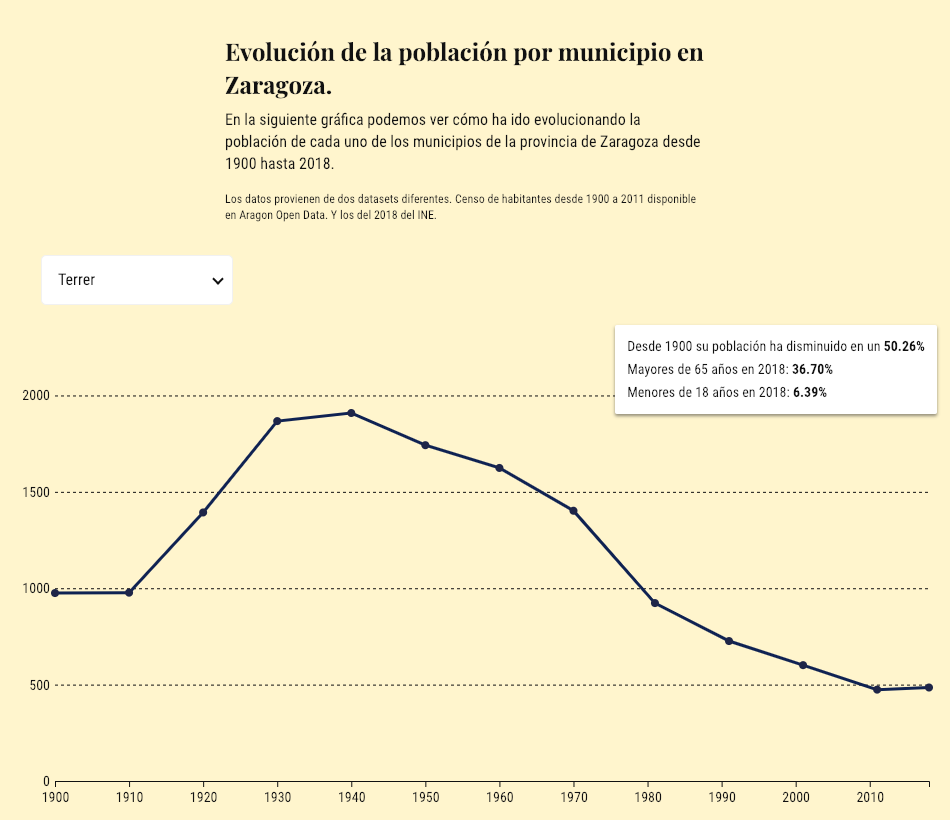 Evolución de la población por municipio en
Zaragoza.
En la siguiente gráfica podemos ver cómo ha ido evolucionando la
población de cada uno de los municipios de la provincia de Zaragoza desde
1900 hasta 2018.
Los datos provienen de dos datasets diferentes. Censo de habitantes desde 1900 a 2011 disponible
en Aragon Open Data. Y los del 2018 del INE.
Terrer
Desde 1900 su población ha disminuido en un 50.26%
Mayores de 65 años en 2018: 36.70%
Menores de 18 años en 2018: 6.39%
2000
1500
1000
500
0
1900 1910 1920 1930 1940 1950 1960 1970 1980 1990 2000 2010